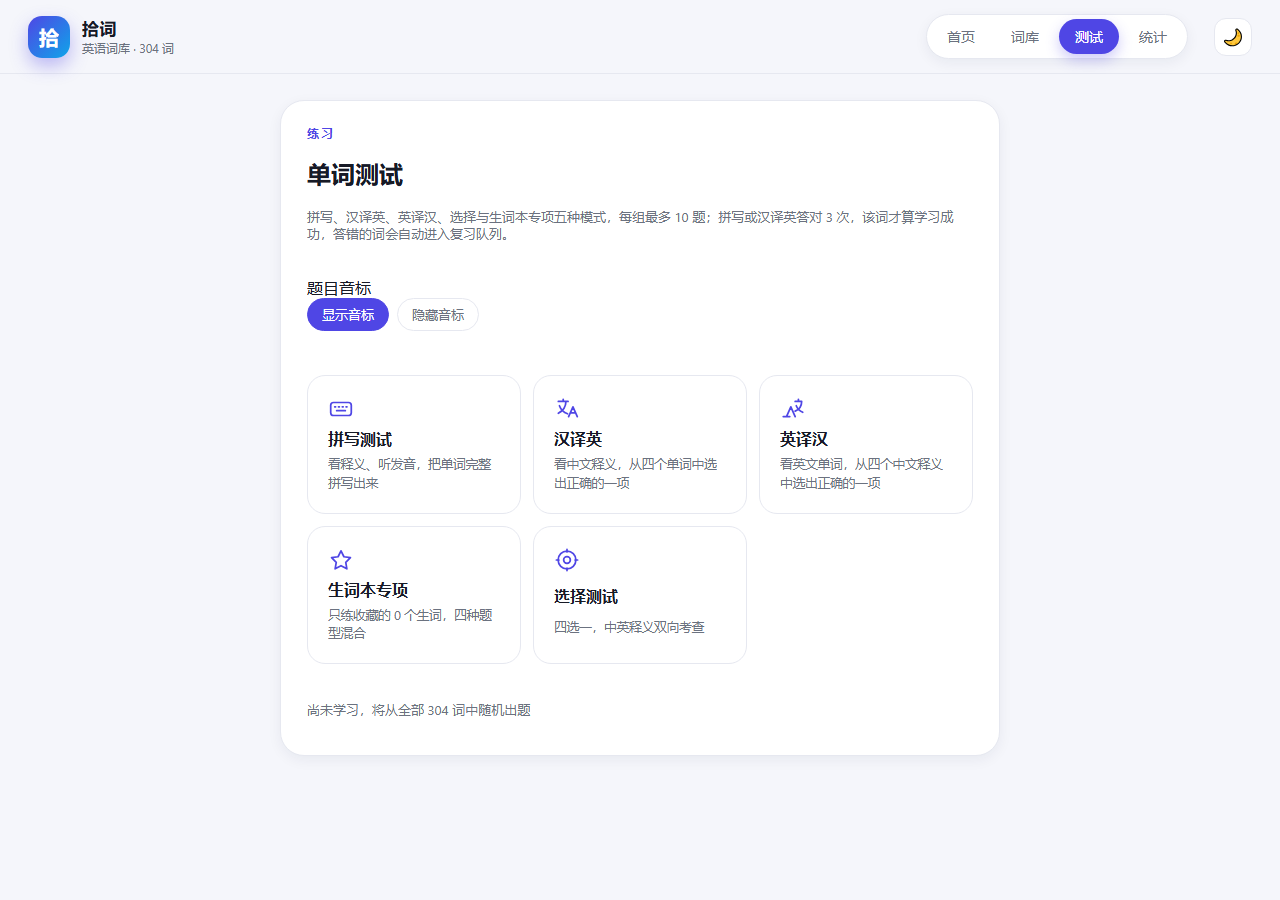 拾
拾词
英语词库 · 304 词
首页
词库
测试
统计
练习
单词测试
拼写、汉译英、英译汉、选择与生词本专项五种模式，每组最多 10 题；拼写或汉译英答对 3 次，该词才算学习成
功，答错的词会自动进入复习队列。
题目音标
显示音标
隐藏音标
拼写测试
看释义、听发音，把单词完整
拼写出来
汉译英
看中文释义，从四个单词中选
出正确的一项
英译汉
看英文单词，从四个中文释义
中选出正确的一项
生词本专项
只练收藏的 0 个生词，四种题
型混合
选择测试
四选一，中英释义双向考查
尚未学习，将从全部 304 词中随机出题